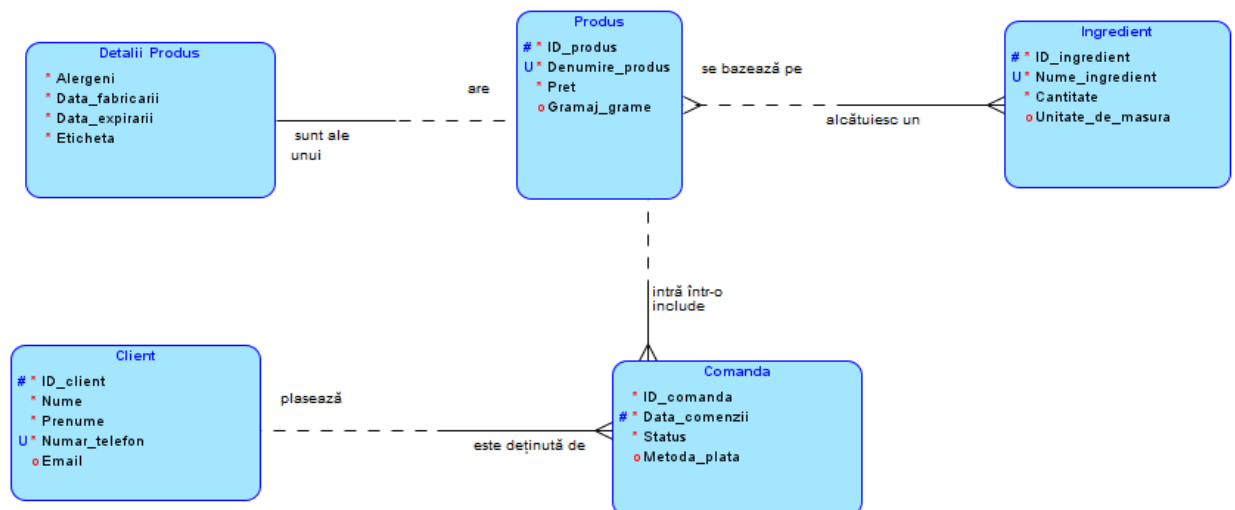 Detalii Produs
* Alergeni
* Data_fabricarii
* Data_expirarii
* Eticheta
are
sunt ale
unui
Produs
# * ID_produs
U * Denumire_produs
* Pret
o Gramaj_grame
se bazează pe
alcătuiesc un
Ingredient
# * ID_ingredient
U * Nume_ingredient
* Cantitate
o Unitate_de_masura
intră într-o
include
Client
# * ID_client
* Nume
* Prenume
U * Numar_telefon
o Email
plasează
este deținută de
Comanda
* ID_comanda
# * Data_comenzii
* Status
o Metoda_plata